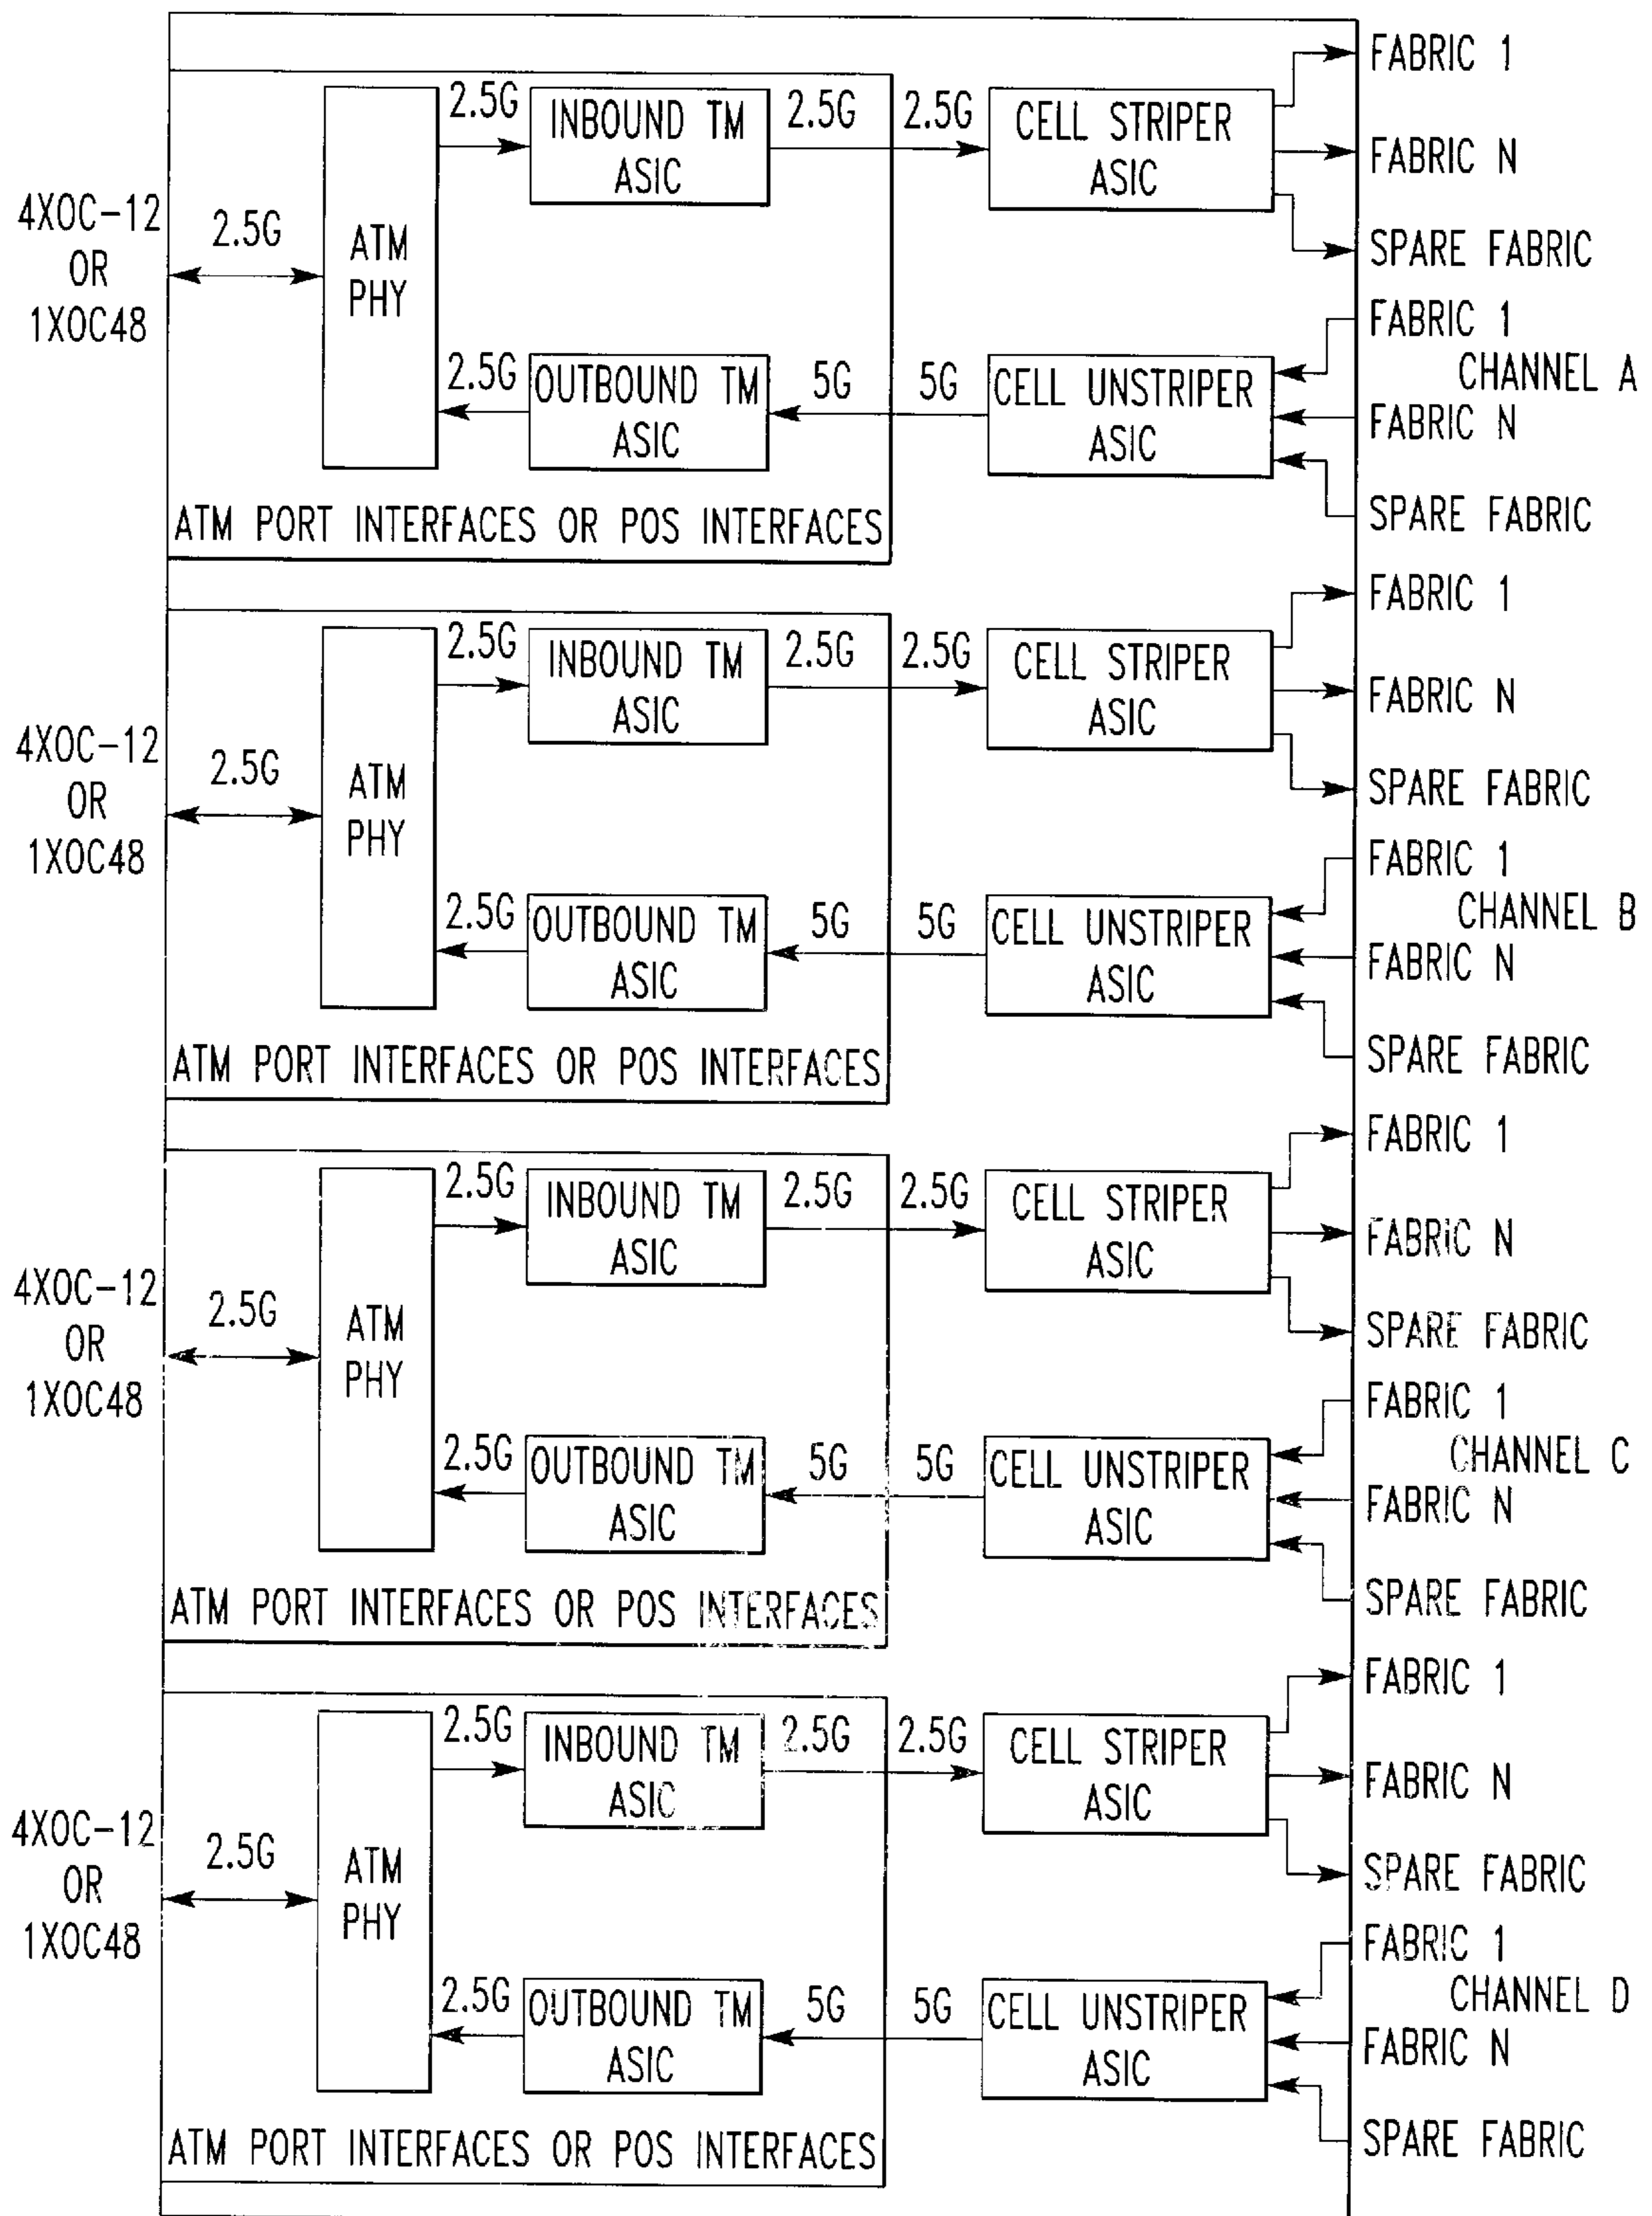 FABRIC 1
2.5G
INBOUND TM
ASIC
2.5G
2.5G
CELL STRIPER
ASIC
FABRIC N
4XOC-12
OR
1XOC48
2.5G
ATM
PHY
SPARE FABRIC
FABRIC 1
CHANNEL A
2.5G
OUTBOUND TM
ASIC
5G
5G
CELL UNSTRIPER
ASIC
FABRIC N
SPARE FABRIC
ATM PORT INTERFACES OR POS INTERFACES
FABRIC 1
2.5G
INBOUND TM
ASIC
2.5G
2.5G
CELL STRIPER
ASIC
FABRIC N
4XOC-12
OR
1XOC48
2.5G
ATM
PHY
SPARE FABRIC
FABRIC 1
CHANNEL B
2.5G
OUTBOUND TM
ASIC
5G
5G
CELL UNSTRIPER
ASIC
FABRIC N
SPARE FABRIC
ATM PORT INTERFACES OR POS INTERFACES
FABRIC 1
2.5G
INBOUND TM
ASIC
2.5G
2.5G
CELL STRIPER
ASIC
FABRIC N
4XOC-12
OR
1XOC48
2.5G
ATM
PHY
SPARE FABRIC
FABRIC 1
CHANNEL C
2.5G
OUTBOUND TM
ASIC
5G
5G
CELL UNSTRIPER
ASIC
FABRIC N
SPARE FABRIC
ATM PORT INTERFACES OR POS INTERFACES
FABRIC 1
2.5G
INBOUND TM
ASIC
2.5G
2.5G
CELL STRIPER
ASIC
FABRIC N
4XOC-12
OR
1XOC48
2.5G
ATM
PHY
SPARE FABRIC
FABRIC 1
CHANNEL D
2.5G
OUTBOUND TM
ASIC
5G
5G
CELL UNSTRIPER
ASIC
FABRIC N
SPARE FABRIC
ATM PORT INTERFACES OR POS INTERFACES